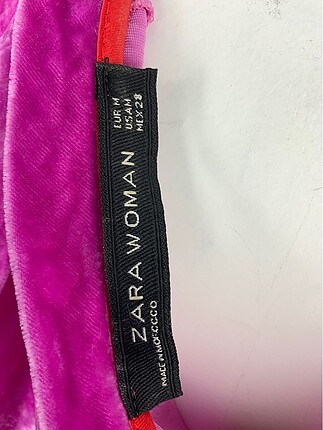 EUR M
USA M
MEX 28
ZARA WOMAN
MADE IN MOROCCO